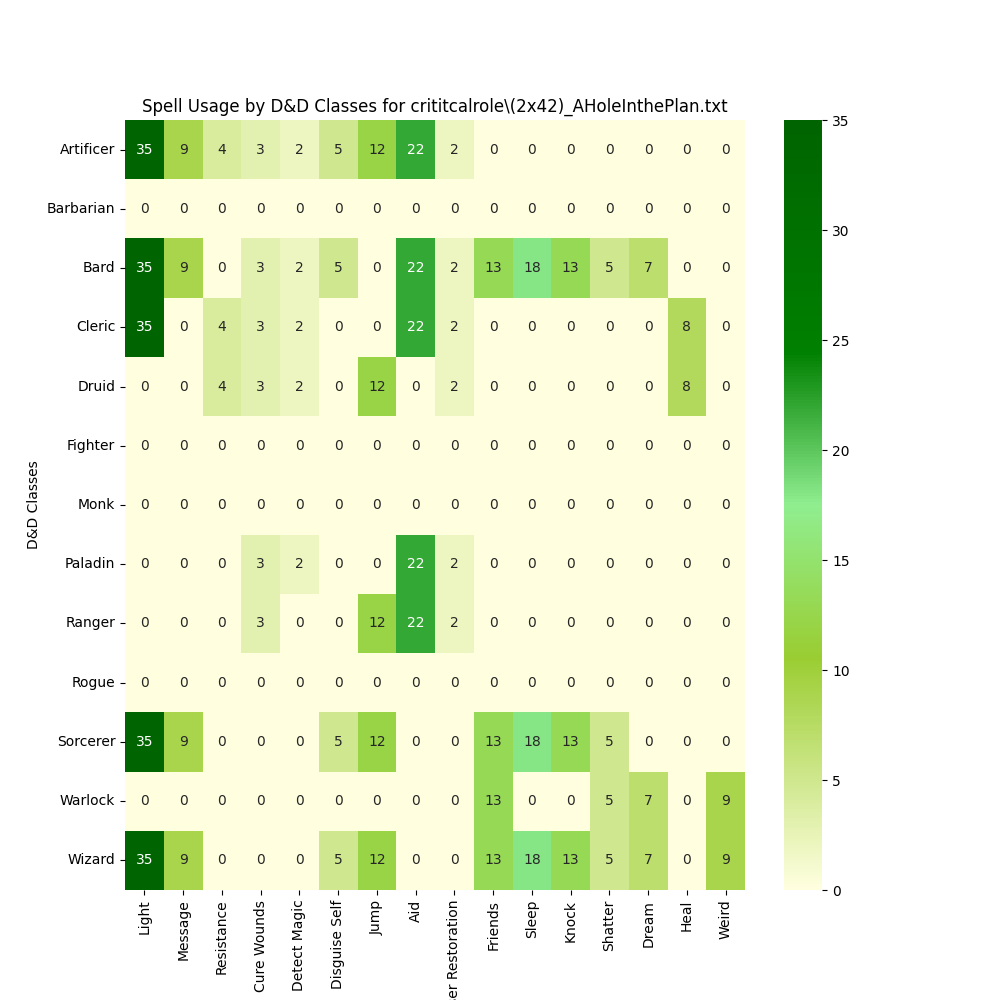 Spell Usage by D&D Classes for crititcalrole\(2x42)_AHoleInthePlan.txt
Artificer 35 9 4 3 2 5 12 22 2 0 0 0 0 0 0 0
Barbarian 0 0 0 0 0 0 0 0 0 0 0 0 0 0 0 0
Bard 35 9 0 3 2 5 0 22 2 13 18 13 5 7 0 0
Cleric 35 0 4 3 2 0 0 22 2 0 0 0 0 0 8 0
Druid 0 0 4 3 2 0 12 0 2 0 0 0 0 0 8 0
Fighter 0 0 0 0 0 0 0 0 0 0 0 0 0 0 0 0
Monk 0 0 0 0 0 0 0 0 0 0 0 0 0 0 0 0
Paladin 0 0 0 3 2 0 0 22 2 0 0 0 0 0 0 0
Ranger 0 0 0 3 0 0 12 22 2 0 0 0 0 0 0 0
Rogue 0 0 0 0 0 0 0 0 0 0 0 0 0 0 0 0
Sorcerer 35 9 0 0 0 5 12 0 0 13 18 13 5 0 0 0
Warlock 0 0 0 0 0 0 0 0 0 13 0 0 5 7 0 9
Wizard 35 9 0 0 0 5 12 0 0 13 18 13 5 7 0 9
D&D Classes
Light
Message
Resistance
Cure Wounds
Detect Magic
Disguise Self
Jump
Aid
er Restoration
Friends
Sleep
Knock
Shatter
Dream
Heal
Weird
35
30
25
20
15
10
5
0